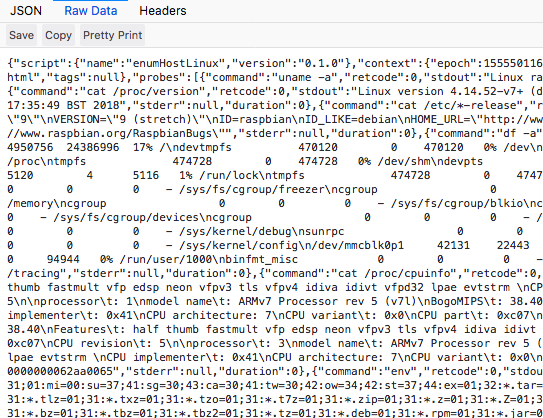 JSON Raw Data Headers
Save Copy Pretty Print
{"script":{"name":"enumHostLinux","version":"0.1.0"},"context":{"epoch":155550116
html","tags":null},"probes":[{"command":"uname -a","retcode":0,"stdout":"Linux ra
{"command":"cat /proc/version","retcode":0,"stdout":"Linux version 4.14.52-v7+ (d
17:35:49 BST 2018","stderr":null,"duration":0},{"command":"cat /etc/*-release","r
\"9\"\nVERSION=\"9 (stretch)\"\nID=raspbian\nID_LIKE=debian\nHOME_URL=\"http://ww
//www.raspbian.org/RaspbianBugs\"","stderr":null,"duration":0},{"command":"df -a"
4950756 24386996 17% /\ndevtmpfs 470120 0 470120 0% /dev/\n
/proc\ntmpfs 474728 0 474728 0% /dev/shm\ndevpts
5120 4 5116 1% /run/lock\ntmpfs 474728 0 4747
0 0 0 - /sys/fs/cgroup/freezer\ncgroup
/memory\ncgroup 0 0 0 - /sys/fs/cgroup/blkio\nc
0 - /sys/fs/cgroup/devices\ncgroup 0 0 0 -
/sys/kernel/debug\nsunrpc 0 0
0 0 - /sys/kernel/config\n/dev/mmcblk0p1 42131 22443
0 94944 0% /run/user/1000\nbinfmt_misc 0 0 0 -
/tracing","stderr":null,"duration":0},{"command":"cat /proc/cpuinfo","retcode":0,
thumb fastmult vfp edsp neon vfpv3 tls vfpv4 idiva idivt vfpd32 lpae evtstrm \nCP
5\n\nprocessor\t: 1\nmodel name\t: ARMv7 Processor rev 5 (v7l)\nBogoMIPS\t: 38.40
implementer\t: 0x41\nCPU architecture: 7\nCPU variant\t: 0x0\nCPU part\t: 0xc07\n
38.40\nFeatures\t: half thumb fastmult vfp edsp neon vfpv3 tls vfpv4 idiva idivt
0xc07\nCPU revision\t: 5\n\nprocessor\t: 3\nmodel name\t: ARMv7 Processor rev 5 (
lpae evtstrm \nCPU implementer\t: 0x41\nCPU architecture: 7\nCPU variant\t: 0x0\n
0000000062aa0065","stderr":null,"duration":0},{"command":"env","retcode":0,"stdou
31;01:mi=00:su=37;41:sg=30;43:ca=30;41:tw=30;42:ow=34;42:st=37;44:ex=01;32:*.tar=
31:*.tlz=01;31:*.txz=01;31:*.tzo=01;31:*.t7z=01;31:*.zip=01;31:*.z=01;31:*.Z=01;3
31:*.bz=01;31:*.tbz=01;31:*.tbz2=01;31:*.tz=01;31:*.deb=01;31:*.rpm=01;31:*.jar=0